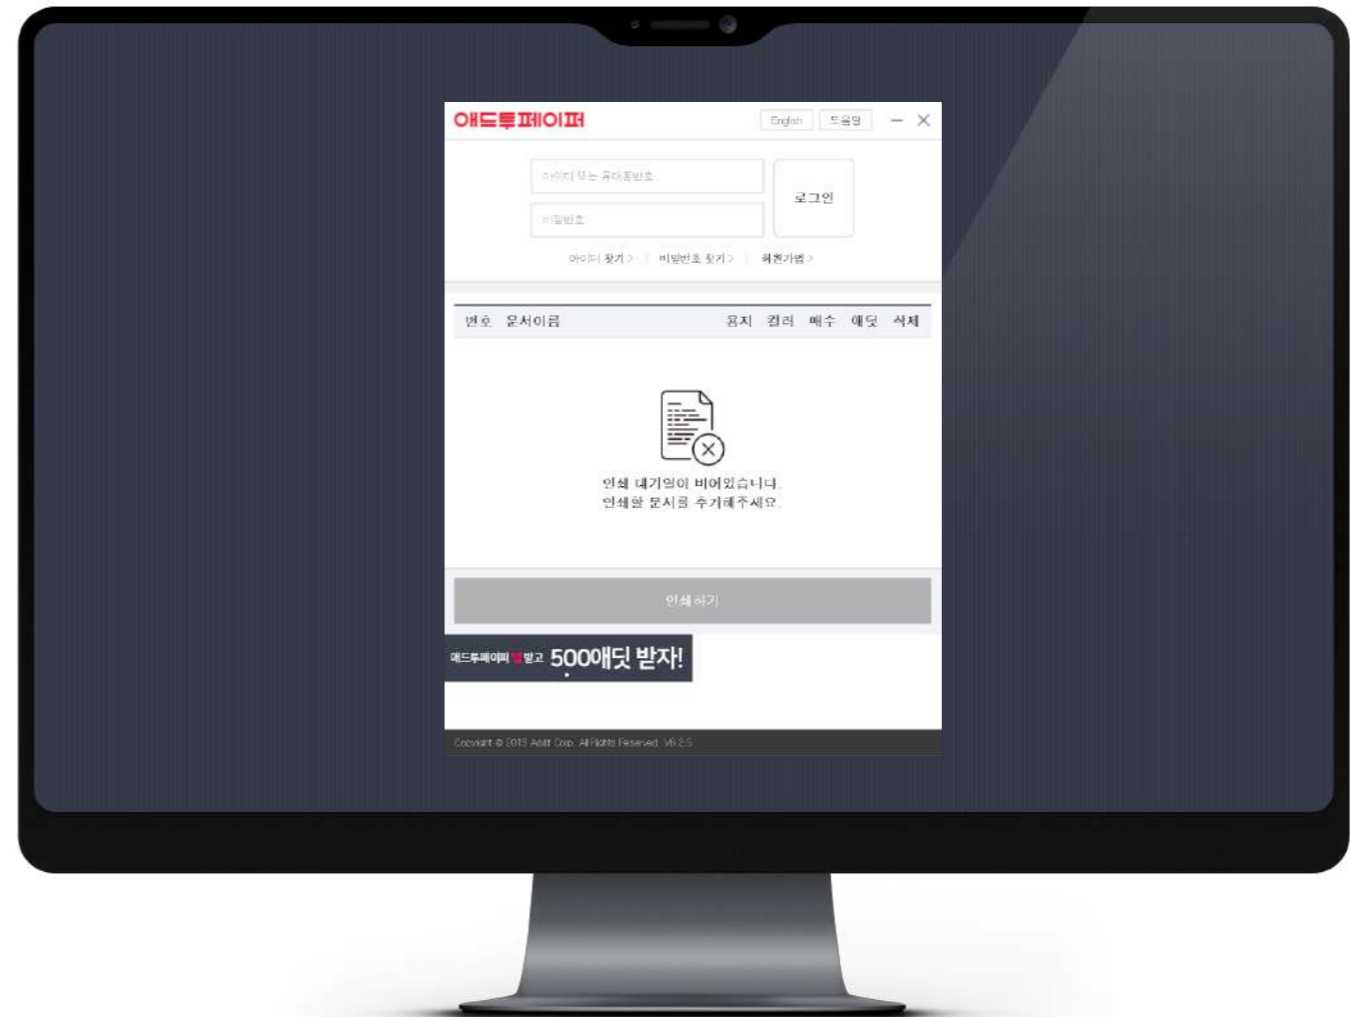 애드투페이퍼
English 도움말
아이디 또는 휴대폰번호
비밀번호
로그인
아이디 찾기 > 비밀번호 찾기 > 회원가입 >
번호 문서이름 용지 컬러 매수 애딧 삭제
인쇄 대기열이 비어있습니다.
인쇄할 문서를 추가해주세요.
인쇄하기
애드투페이퍼 앱 받고 500애딧 받자!
Copyright © 2013 Addit Corp. All Rights Reserved. V6.2.5